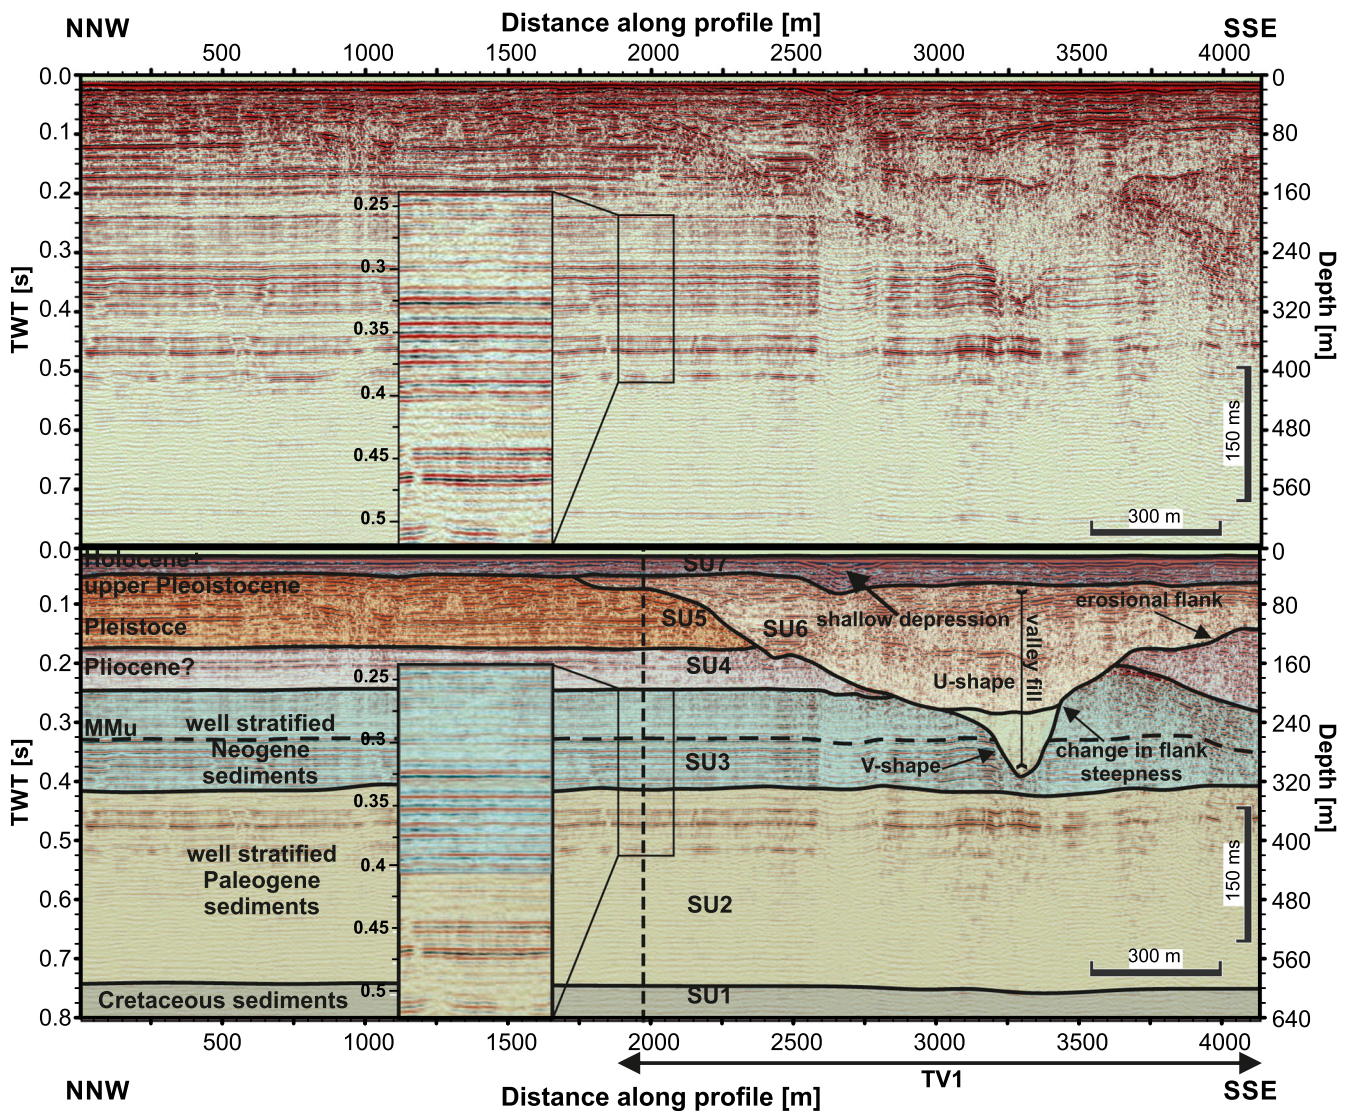 NNW Distance along profile [m] SSE
500 1000 1500 2000 2500 3000 3500 4000
0.0 0
0.1 80
0.2 160
0.25
0.3 240
0.3
0.4 320
0.35
0.5 400
0.4
0.6 480
0.45
0.7 560
0.5
TWT [s]
Depth [m]
150 ms
300 m
0.0 0
Holocene+ SU7
upper Pleoistocene
0.1 80
erosional flank
SU5
shallow depression
Pleistoce SU6
valley fill
0.2 160
Pliocene? SU4
0.25
U-shape
0.3 240
MMu
well stratified
Neogene
sediments
0.3
change in flank
steepness
V-shape
SU3
0.4 320
0.35
0.5 400
well stratified
Paleogene
sediments
0.4
0.6 480
SU2
0.45
0.7 560
0.5
Cretaceous sediments SU1
0.8 640
TWT [s]
Depth [m]
150 ms
300 m
500 1000 1500 2000 2500 3000 3500 4000
TV1
NNW Distance along profile [m] SSE